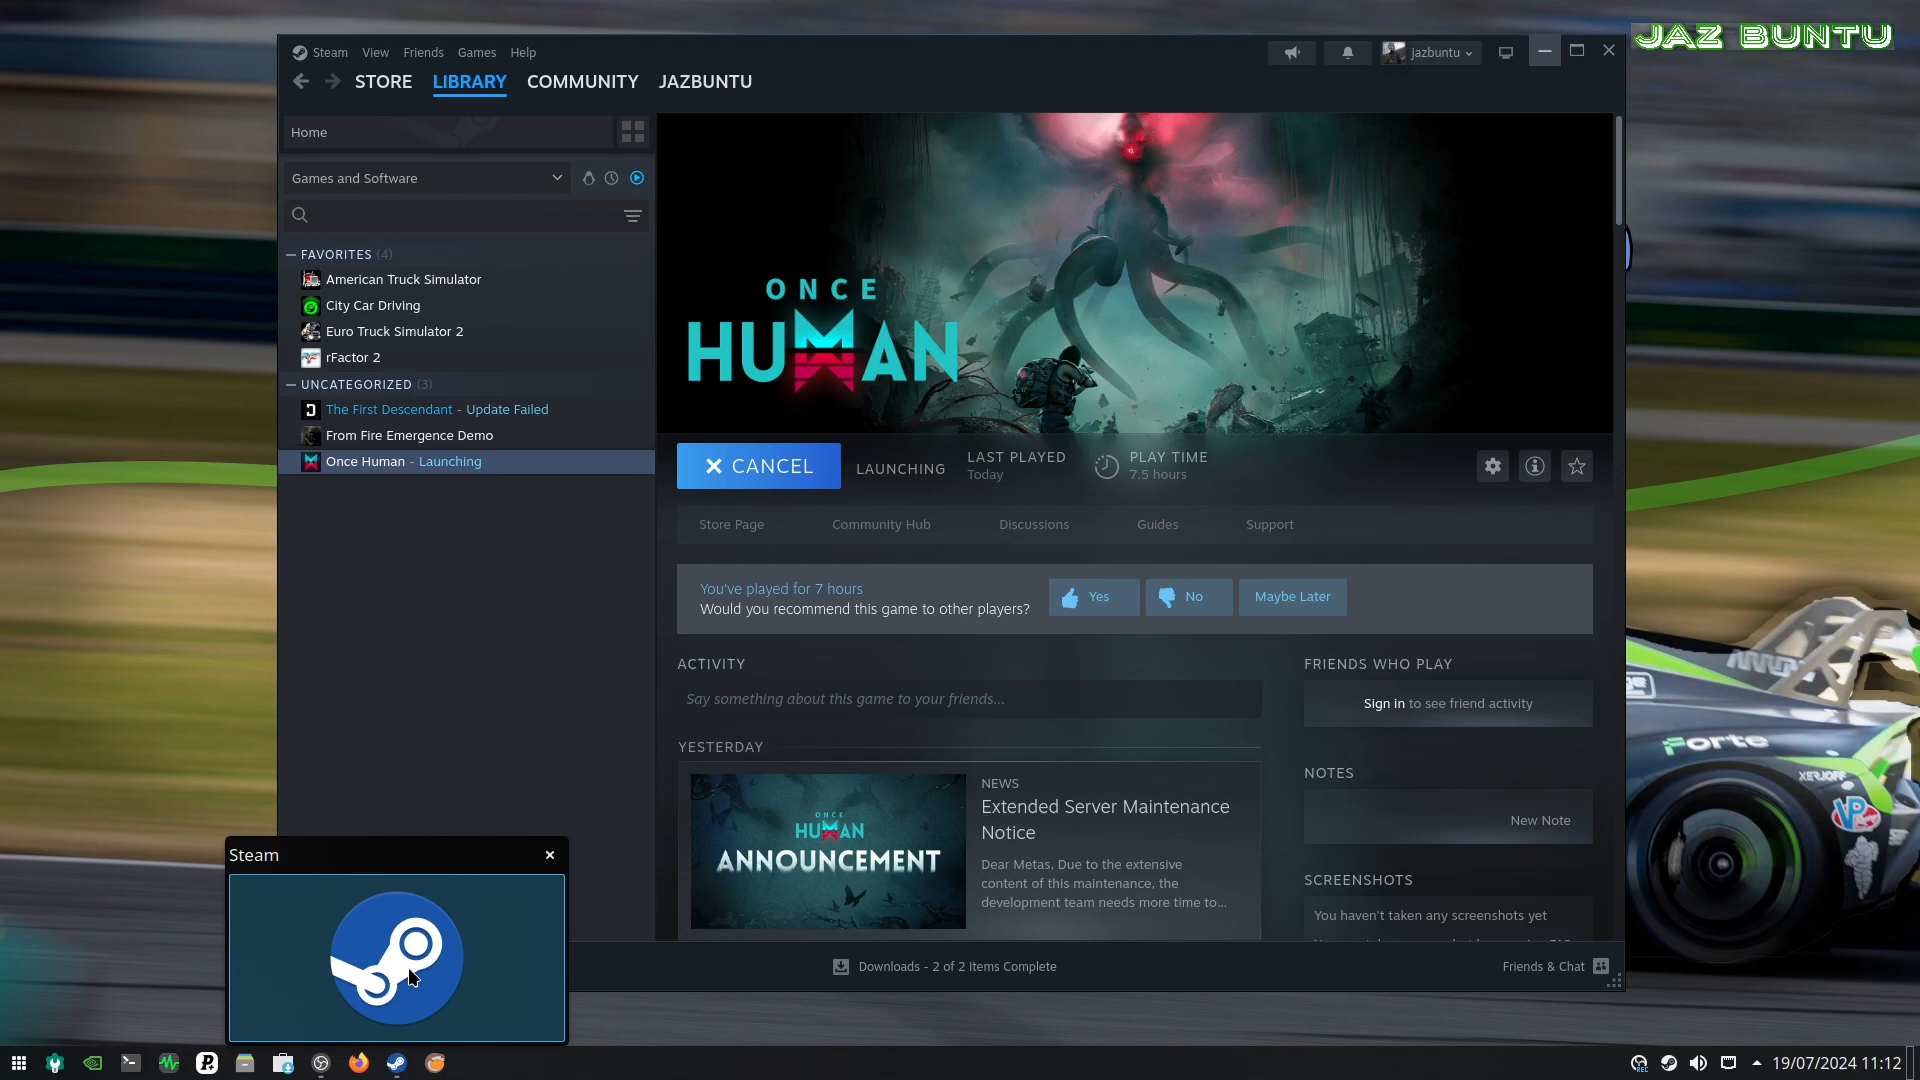 JAZ BUNTU
Steam View Friends Games Help
jazbuntu
STORE LIBRARY COMMUNITY JAZBUNTU
Home
Games and Software
FAVORITES (4)
American Truck Simulator
City Car Driving
Euro Truck Simulator 2
rFactor 2
UNCATEGORIZED (3)
The First Descendant - Update Failed
From Fire Emergence Demo
Once Human - Launching
ONCE
HUMAN
CANCEL
LAUNCHING
LAST PLAYED
Today
PLAY TIME
7.5 hours
Store Page Community Hub Discussions Guides Support
You've played for 7 hours
Would you recommend this game to other players?
Yes No Maybe Later
ACTIVITY
Say something about this game to your friends...
YESTERDAY
ONCE
HUMAN
ANNOUNCEMENT
NEWS
Extended Server Maintenance
Notice
Dear Metas, Due to the extensive
content of this maintenance, the
development team needs more time to...
FRIENDS WHO PLAY
Sign in to see friend activity
NOTES
New Note
SCREENSHOTS
You haven't taken any screenshots yet
Forte
XERJOFF
VP
Steam
Downloads - 2 of 2 Items Complete
Friends & Chat
REC
19/07/2024 11:12